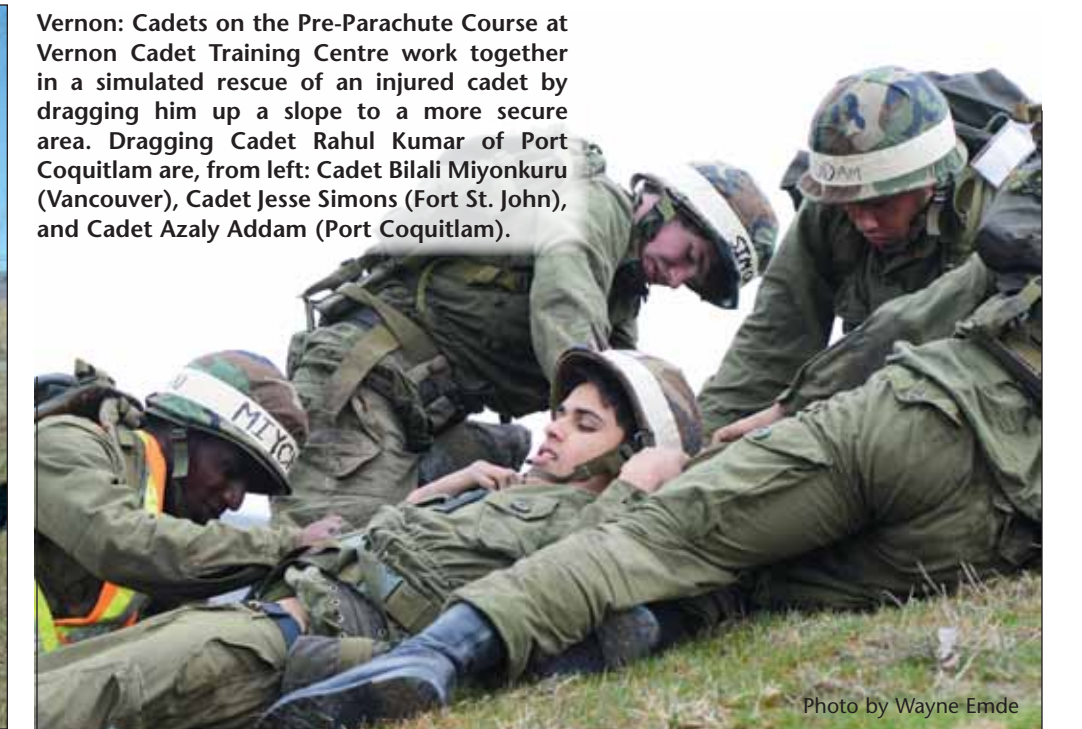 Vernon: Cadets on the Pre-Parachute Course at
Vernon Cadet Training Centre work together
in a simulated rescue of an injured cadet by
dragging him up a slope to a more secure
area. Dragging Cadet Rahul Kumar of Port
Coquitlam are, from left: Cadet Bilali Miyonkuru
(Vancouver), Cadet Jesse Simons (Fort St. John),
and Cadet Azaly Addam (Port Coquitlam).
Photo by Wayne Emde